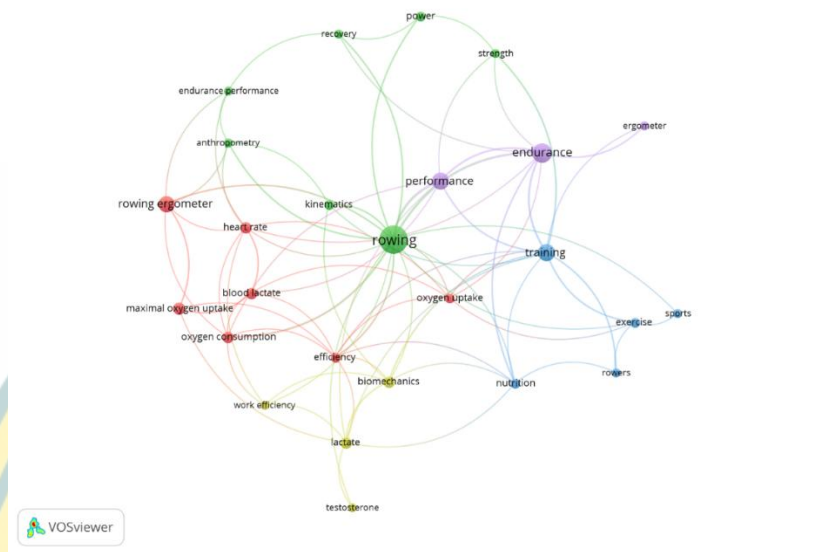 power
recovery
strength
endurance performance
ergometer
anthropometry
endurance
performance
rowing ergometer
kinematics
heart rate
rowing
training
blood lactate
oxygen uptake
maximal oxygen uptake
sports
exercise
oxygen consumption
efficiency
rowers
biomechanics
nutrition
work efficiency
lactate
testosterone
VOSviewer